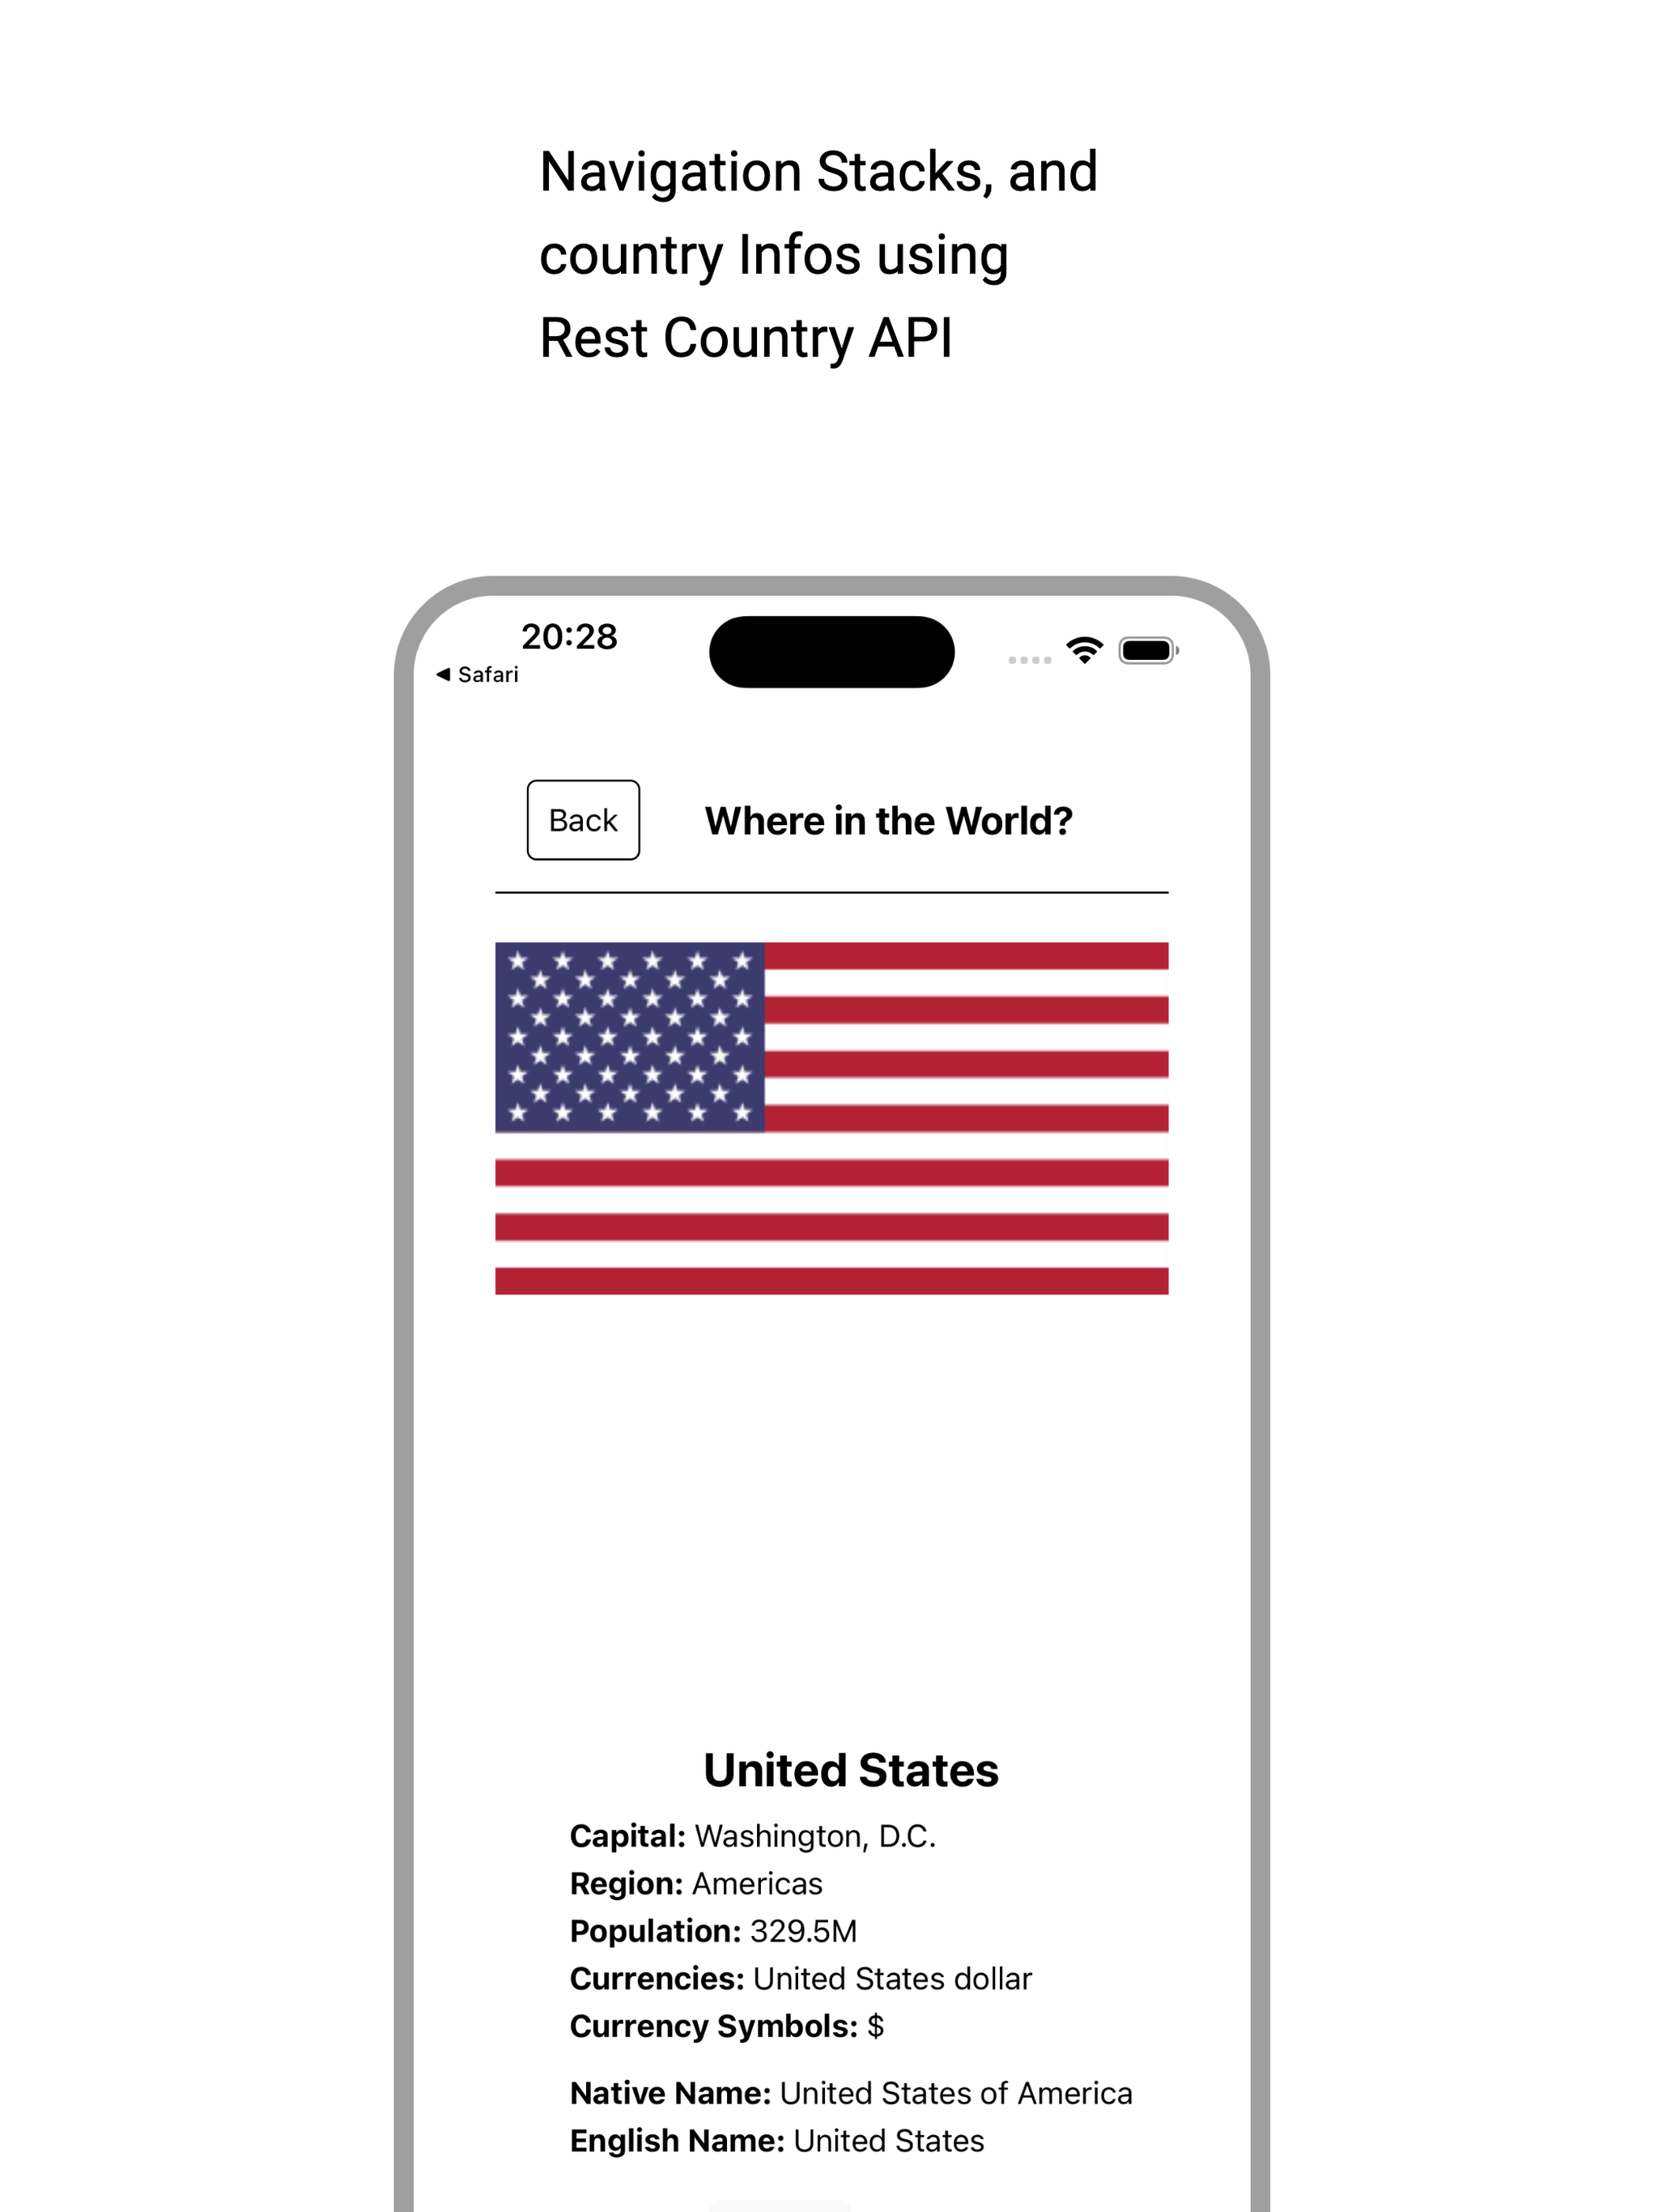 Navigation Stacks, and
country Infos using
Rest Country API
20:28
Safari
Back
Where in the World?
United States
Capital: Washington, D.C.
Region: Americas
Population: 329.5M
Currencies: United States dollar
Currency Symbols: $
Native Name: United States of America
English Name: United States